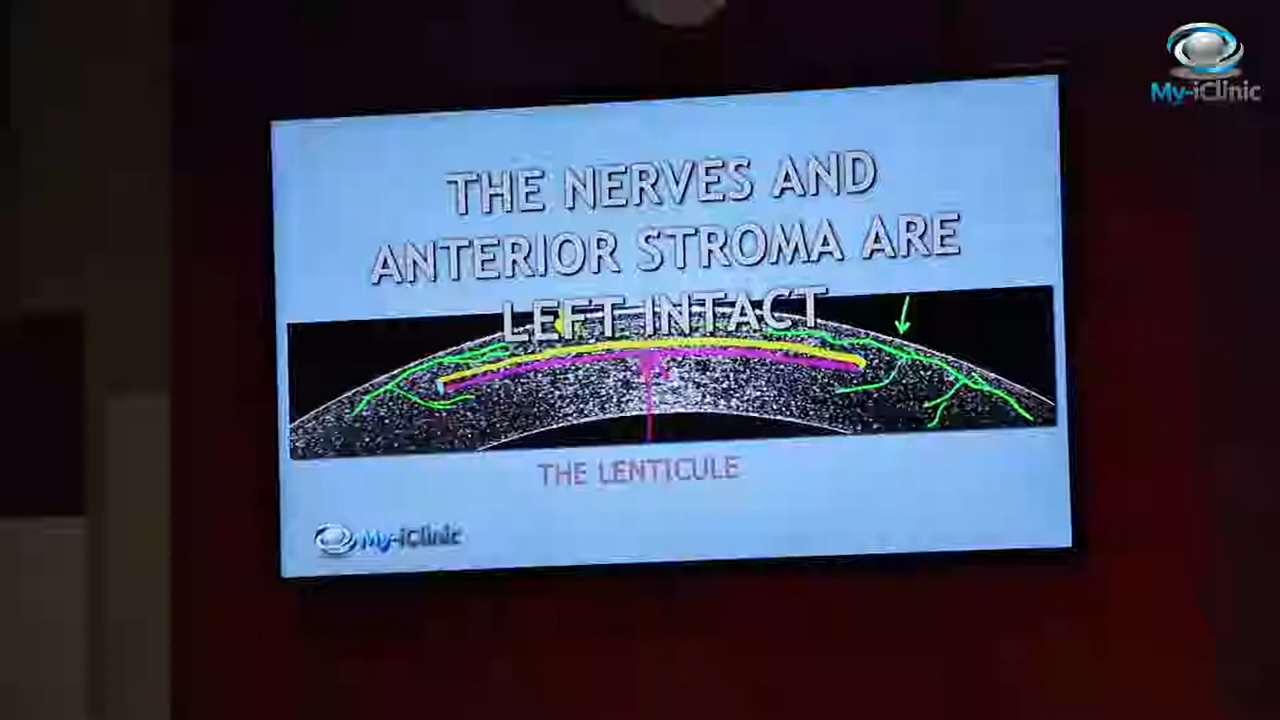 My-iClinic
THE NERVES AND
ANTERIOR STROMA ARE
LEFT INTACT
THE LENTICULE
My-iClinic